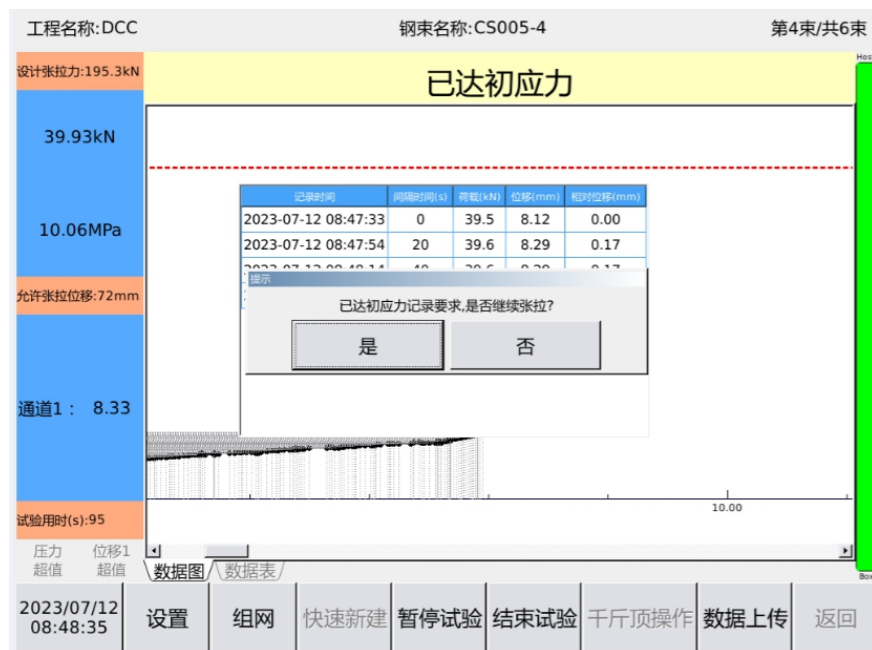 工程名称:DCC 钢束名称:CS005-4 第4束/共6束
设计张拉力:195.3kN
已达初应力
39.93kN
10.06MPa
允许张拉位移:72mm
通道1： 8.33
试验用时(s):95
压力 位移1
超值 超值
记录时间 间隔时间(s) 荷载(kN) 位移(mm) 相对位移(mm)
2023-07-12 08:47:33 0 39.5 8.12 0.00
2023-07-12 08:47:54 20 39.6 8.29 0.17
提示
已达初应力记录要求,是否继续张拉?
是 否
10.00
数据图 数据表
2023/07/12
08:48:35
设置 组网 快速新建 暂停试验 结束试验 千斤顶操作 数据上传 返回